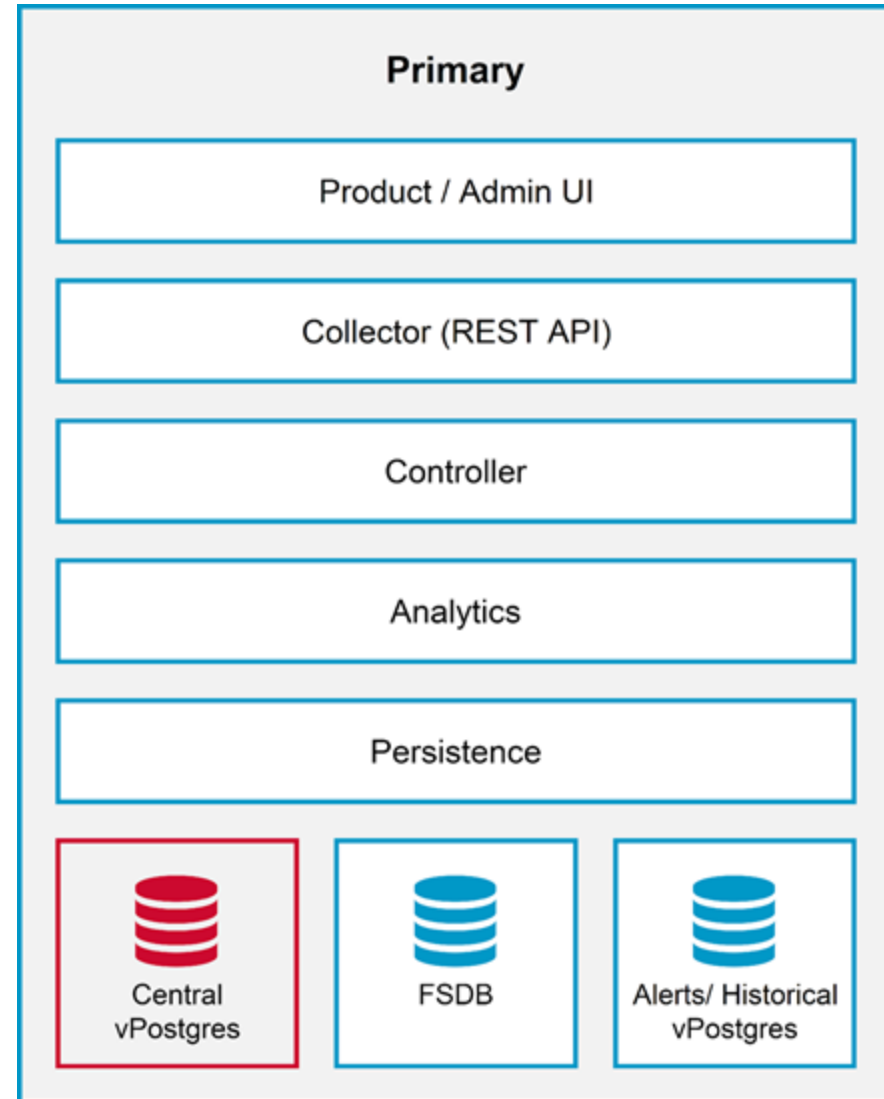 Primary
Product / Admin UI
Collector (REST API)
Controller
Analytics
Persistence
Central
vPostgres
FSDB
Alerts/ Historical
vPostgres